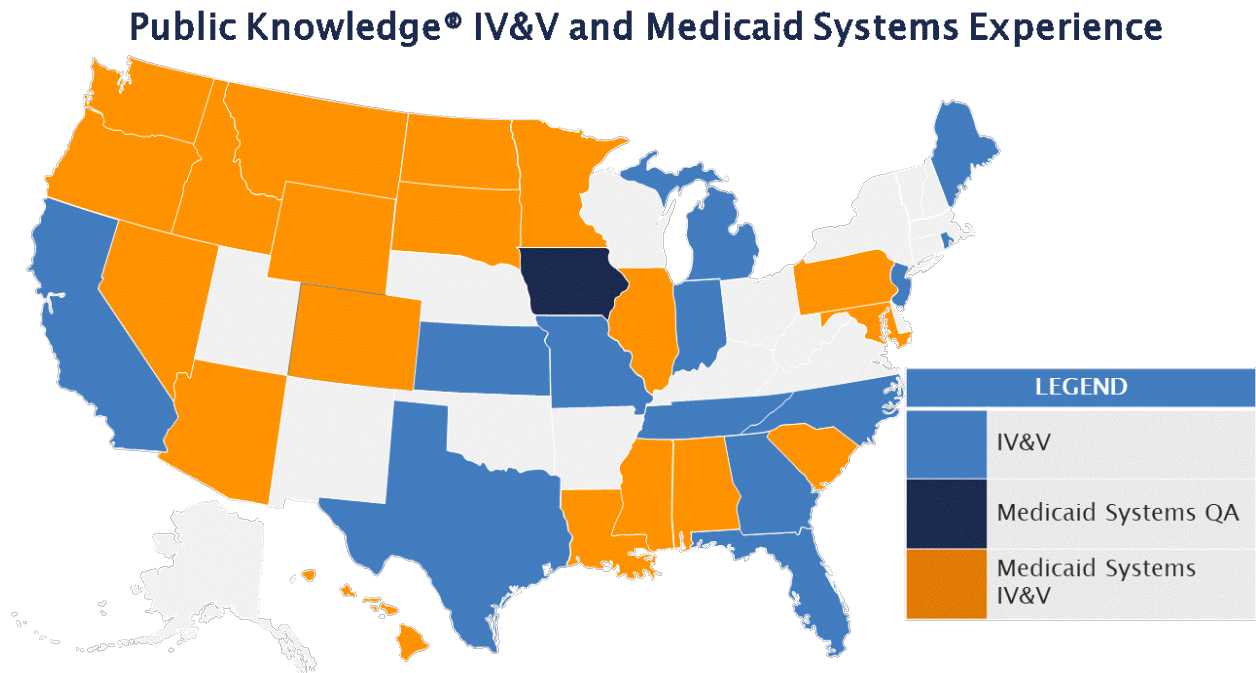 Public Knowledge® IV&V and Medicaid Systems Experience
LEGEND
IV&V
Medicaid Systems QA
Medicaid Systems
IV&V